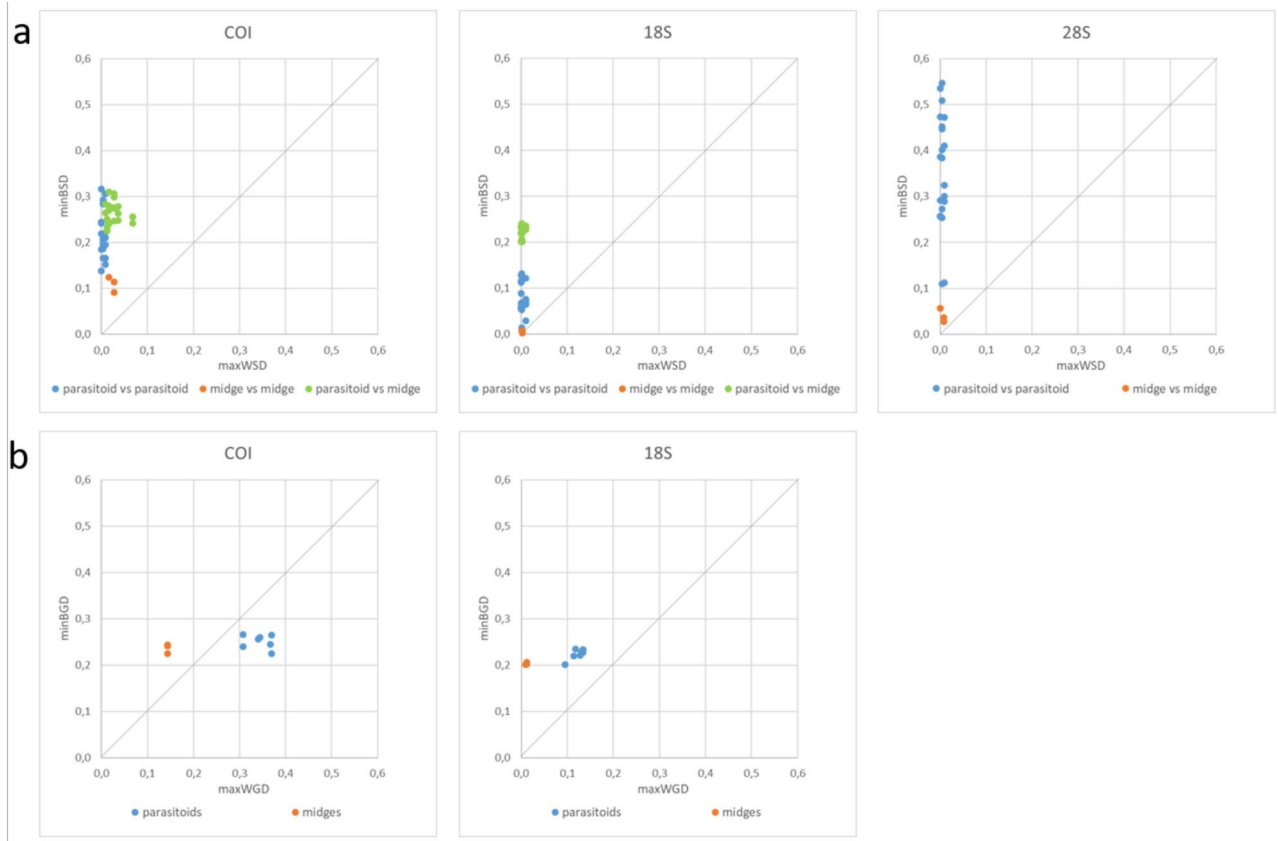 a
COI
0,6
0,5
0,4
0,3
0,2
0,1
0,0
minBSD
0,0 0,1 0,2 0,3 0,4 0,5 0,6
maxWSD
parasitoid vs parasitoid midge vs midge parasitoid vs midge
18S
0,6
0,5
0,4
0,3
0,2
0,1
0,0
minBSD
0,0 0,1 0,2 0,3 0,4 0,5 0,6
maxWSD
parasitoid vs parasitoid midge vs midge parasitoid vs midge
28S
0,6
0,5
0,4
0,3
0,2
0,1
0,0
minBSD
0,0 0,1 0,2 0,3 0,4 0,5 0,6
maxWSD
parasitoid vs parasitoid midge vs midge
b
COI
0,6
0,5
0,4
0,3
0,2
0,1
0,0
minBGD
0,0 0,1 0,2 0,3 0,4 0,5 0,6
maxWGD
parasitoids midges
18S
0,6
0,5
0,4
0,3
0,2
0,1
0,0
minBGD
0,0 0,1 0,2 0,3 0,4 0,5 0,6
maxWGD
parasitoids midges